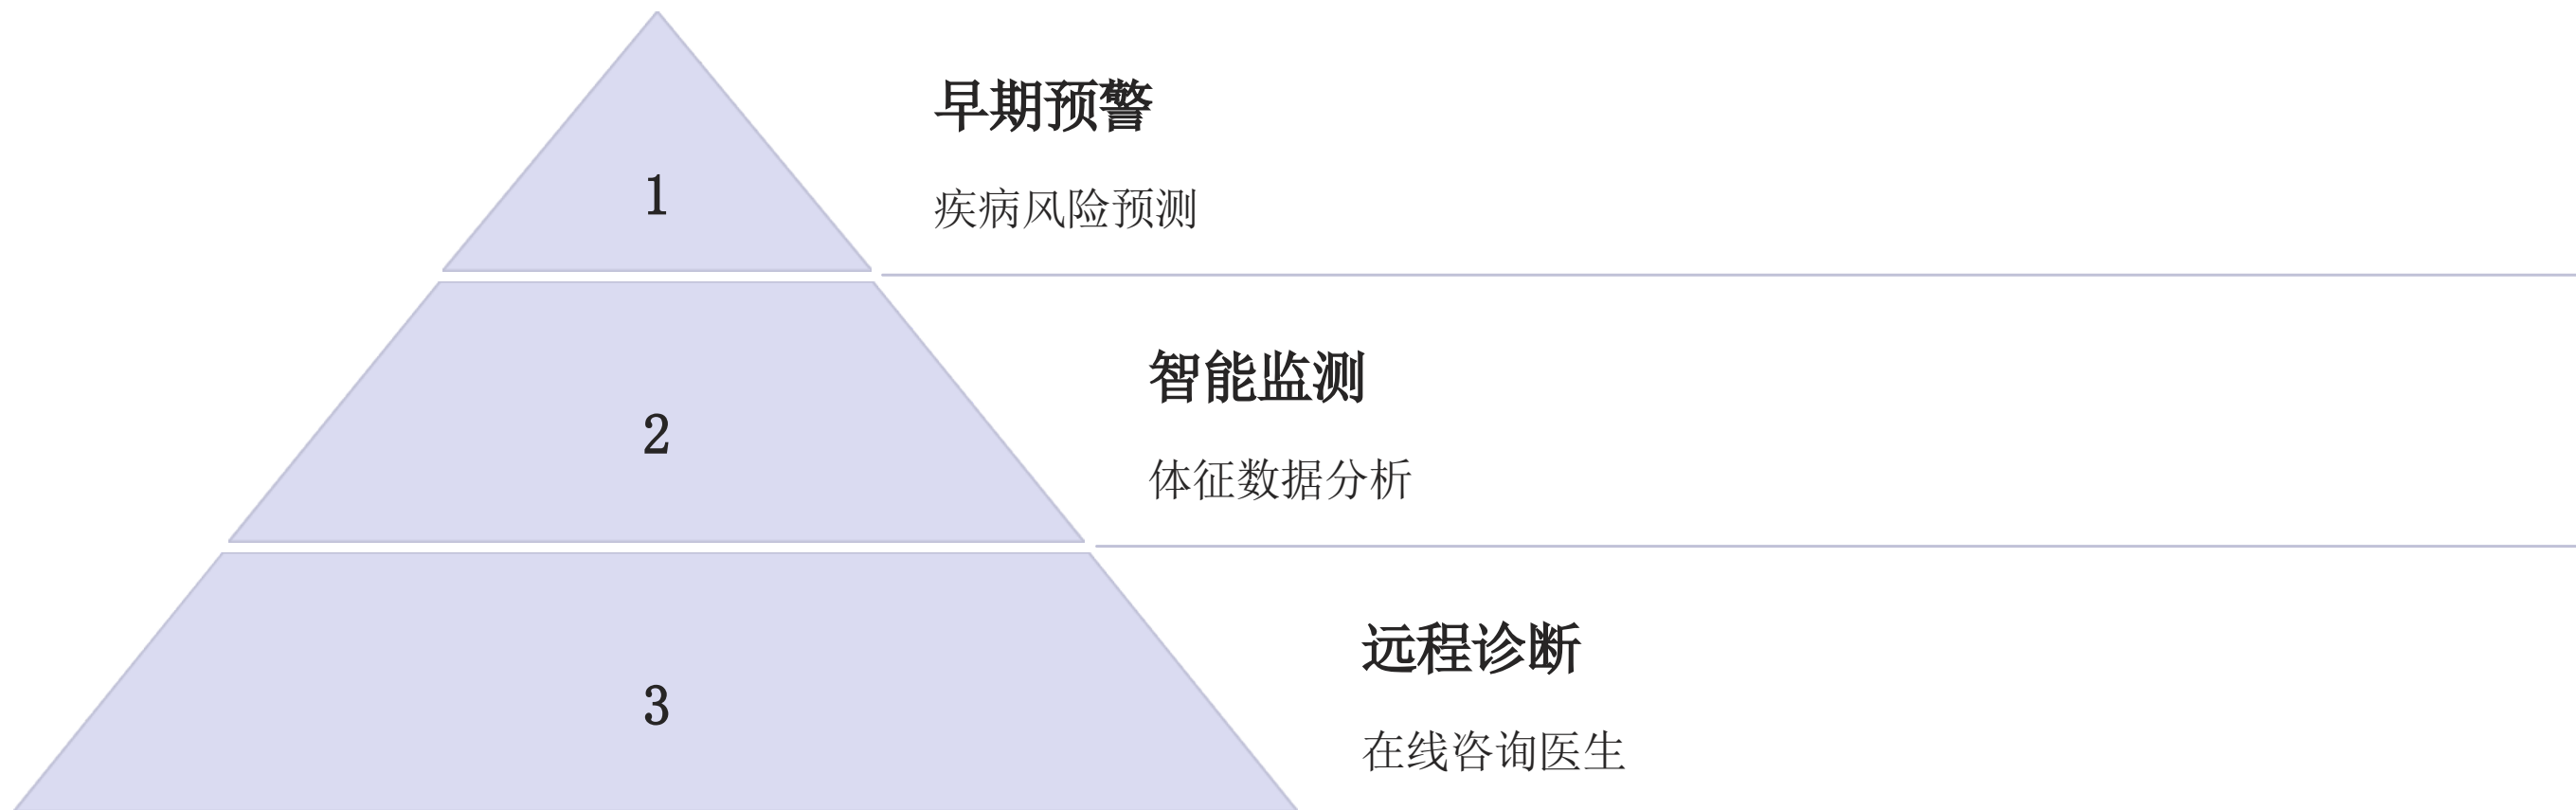 1
早期预警
疾病风险预测
2
智能监测
体征数据分析
3
远程诊断
在线咨询医生